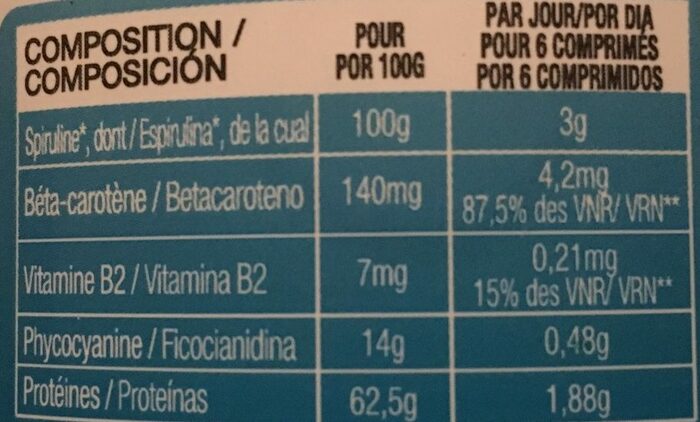 COMPOSITION /
COMPOSICIÓN
POUR
POR 100G
PAR JOUR/POR DIA
POUR 6 COMPRIMÉS
POR 6 COMPRIMIDOS
Spiruline*, dont / Espirulina*, de la cual
100g
3g
Béta-carotène / Betacaroteno
140mg
4,2mg
87,5% des VNR/ VRN**
Vitamine B2 / Vitamina B2
7mg
0,21mg
15% des VNR/ VRN**
Phycocyanine / Ficocianidina
14g
0,48g
Protéines / Proteínas
62,5g
1,88g